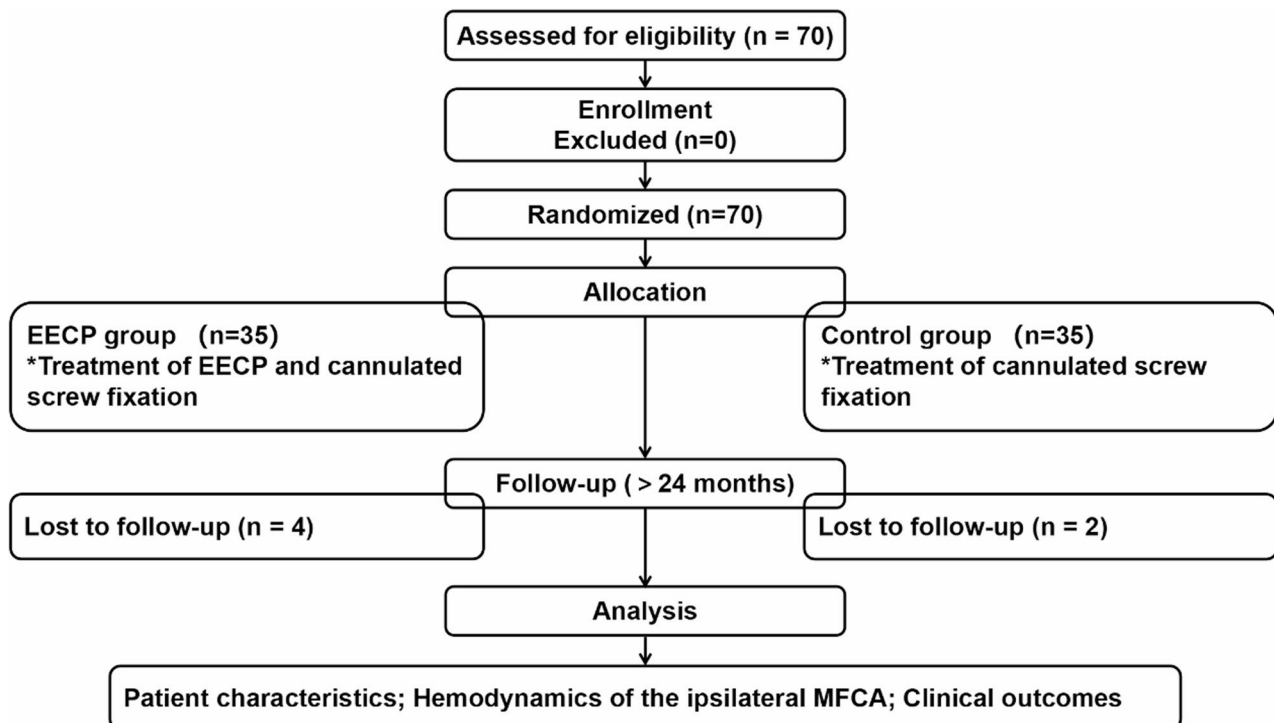 Assessed for eligibility (n = 70)
Enrollment
Excluded (n=0)
Randomized (n=70)
Allocation
EECP group （n=35）
*Treatment of EECP and cannulated
screw fixation
Control group （n=35）
*Treatment of cannulated screw
fixation
Follow-up ( > 24 months)
Lost to follow-up (n = 4)
Lost to follow-up (n = 2)
Analysis
Patient characteristics; Hemodynamics of the ipsilateral MFCA; Clinical outcomes